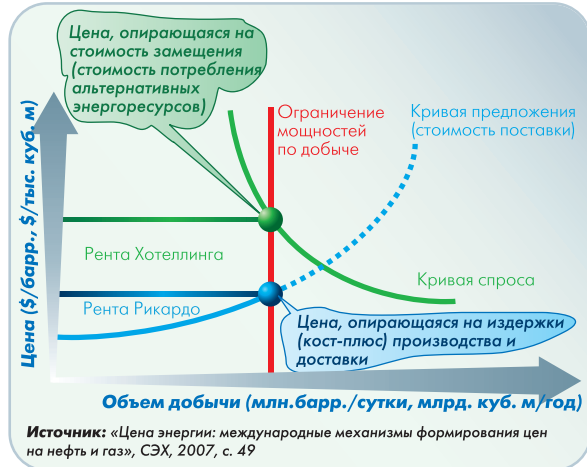 Цена, опирающаяся на
стоимость замещения
(стоимость потребления
альтернативных
энергоресурсов)
Ограничение
мощностей
по добыче
Кривая предложения
(стоимость поставки)
Цена ($/барр., $/тыс. куб. м)
Рента Хотеллинга
Кривая спроса
Рента Рикардо
Цена, опирающаяся на издержки
(кост-плюс) производства и
доставки
Объем добычи (млн.барр./сутки, млрд. куб. м/год)
Источник: «Цена энергии: международные механизмы формирования цен
на нефть и газ», СЭХ, 2007, с. 49